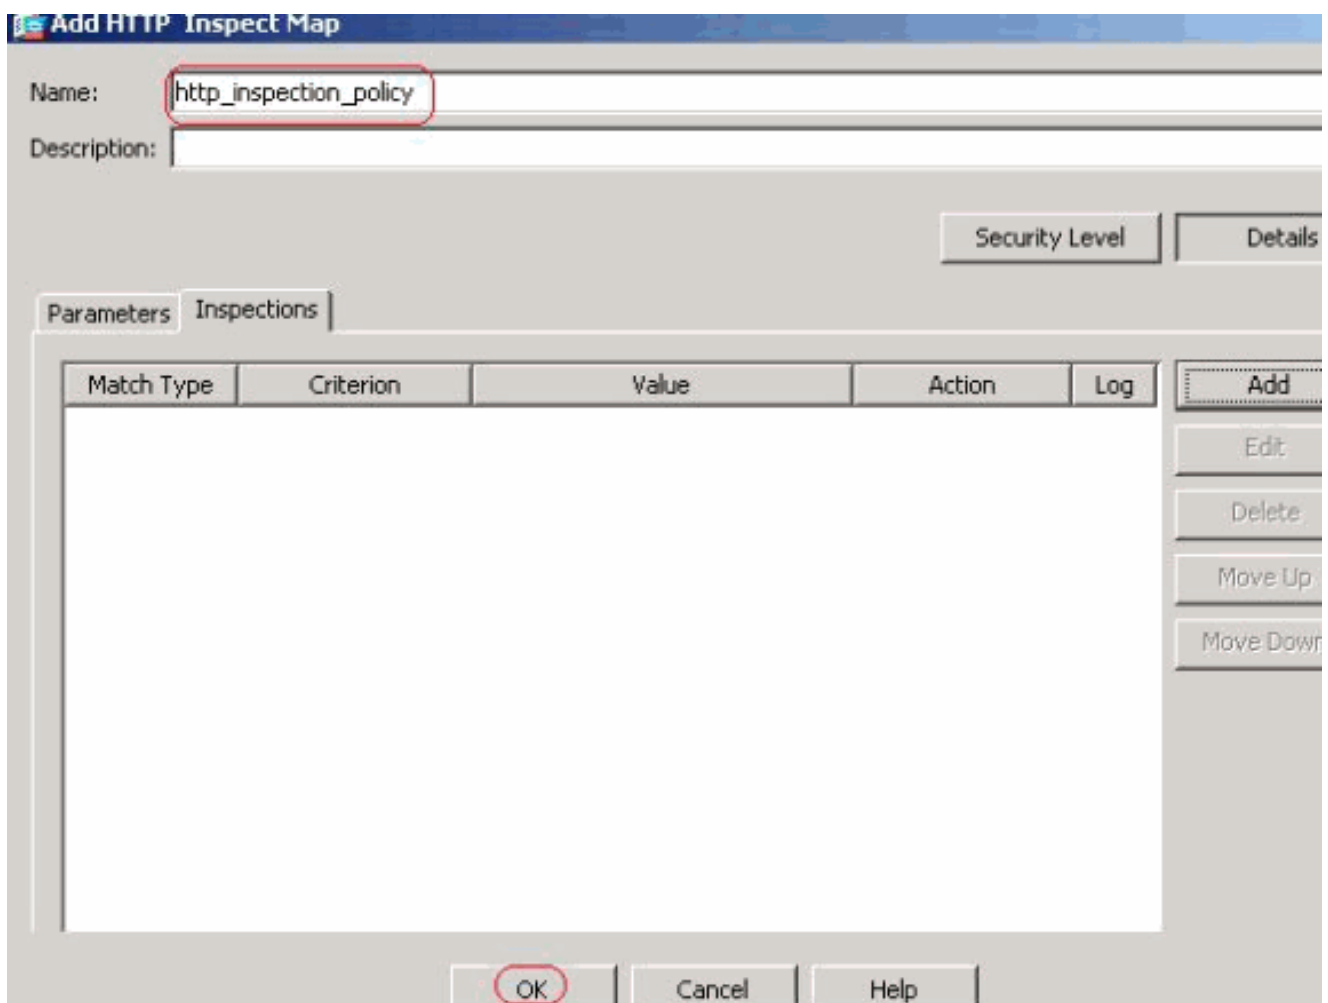 Add HTTP Inspect Map
Name: http_inspection_policy
Description:
Security Level Details
Parameters Inspections
Match Type Criterion Value Action Log Add
Edit
Delete
Move Up
Move Down
OK Cancel Help